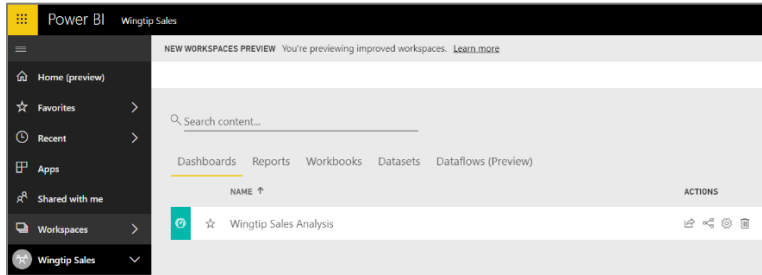 Power BI Wingtip Sales
NEW WORKSPACES PREVIEW You're previewing improved workspaces. Learn more
Home (preview)
Favorites
Recent
Apps
Shared with me
Workspaces
Wingtip Sales
Search content...
Dashboards Reports Workbooks Datasets Dataflows (Preview)
NAME ↑ ACTIONS
Wingtip Sales Analysis